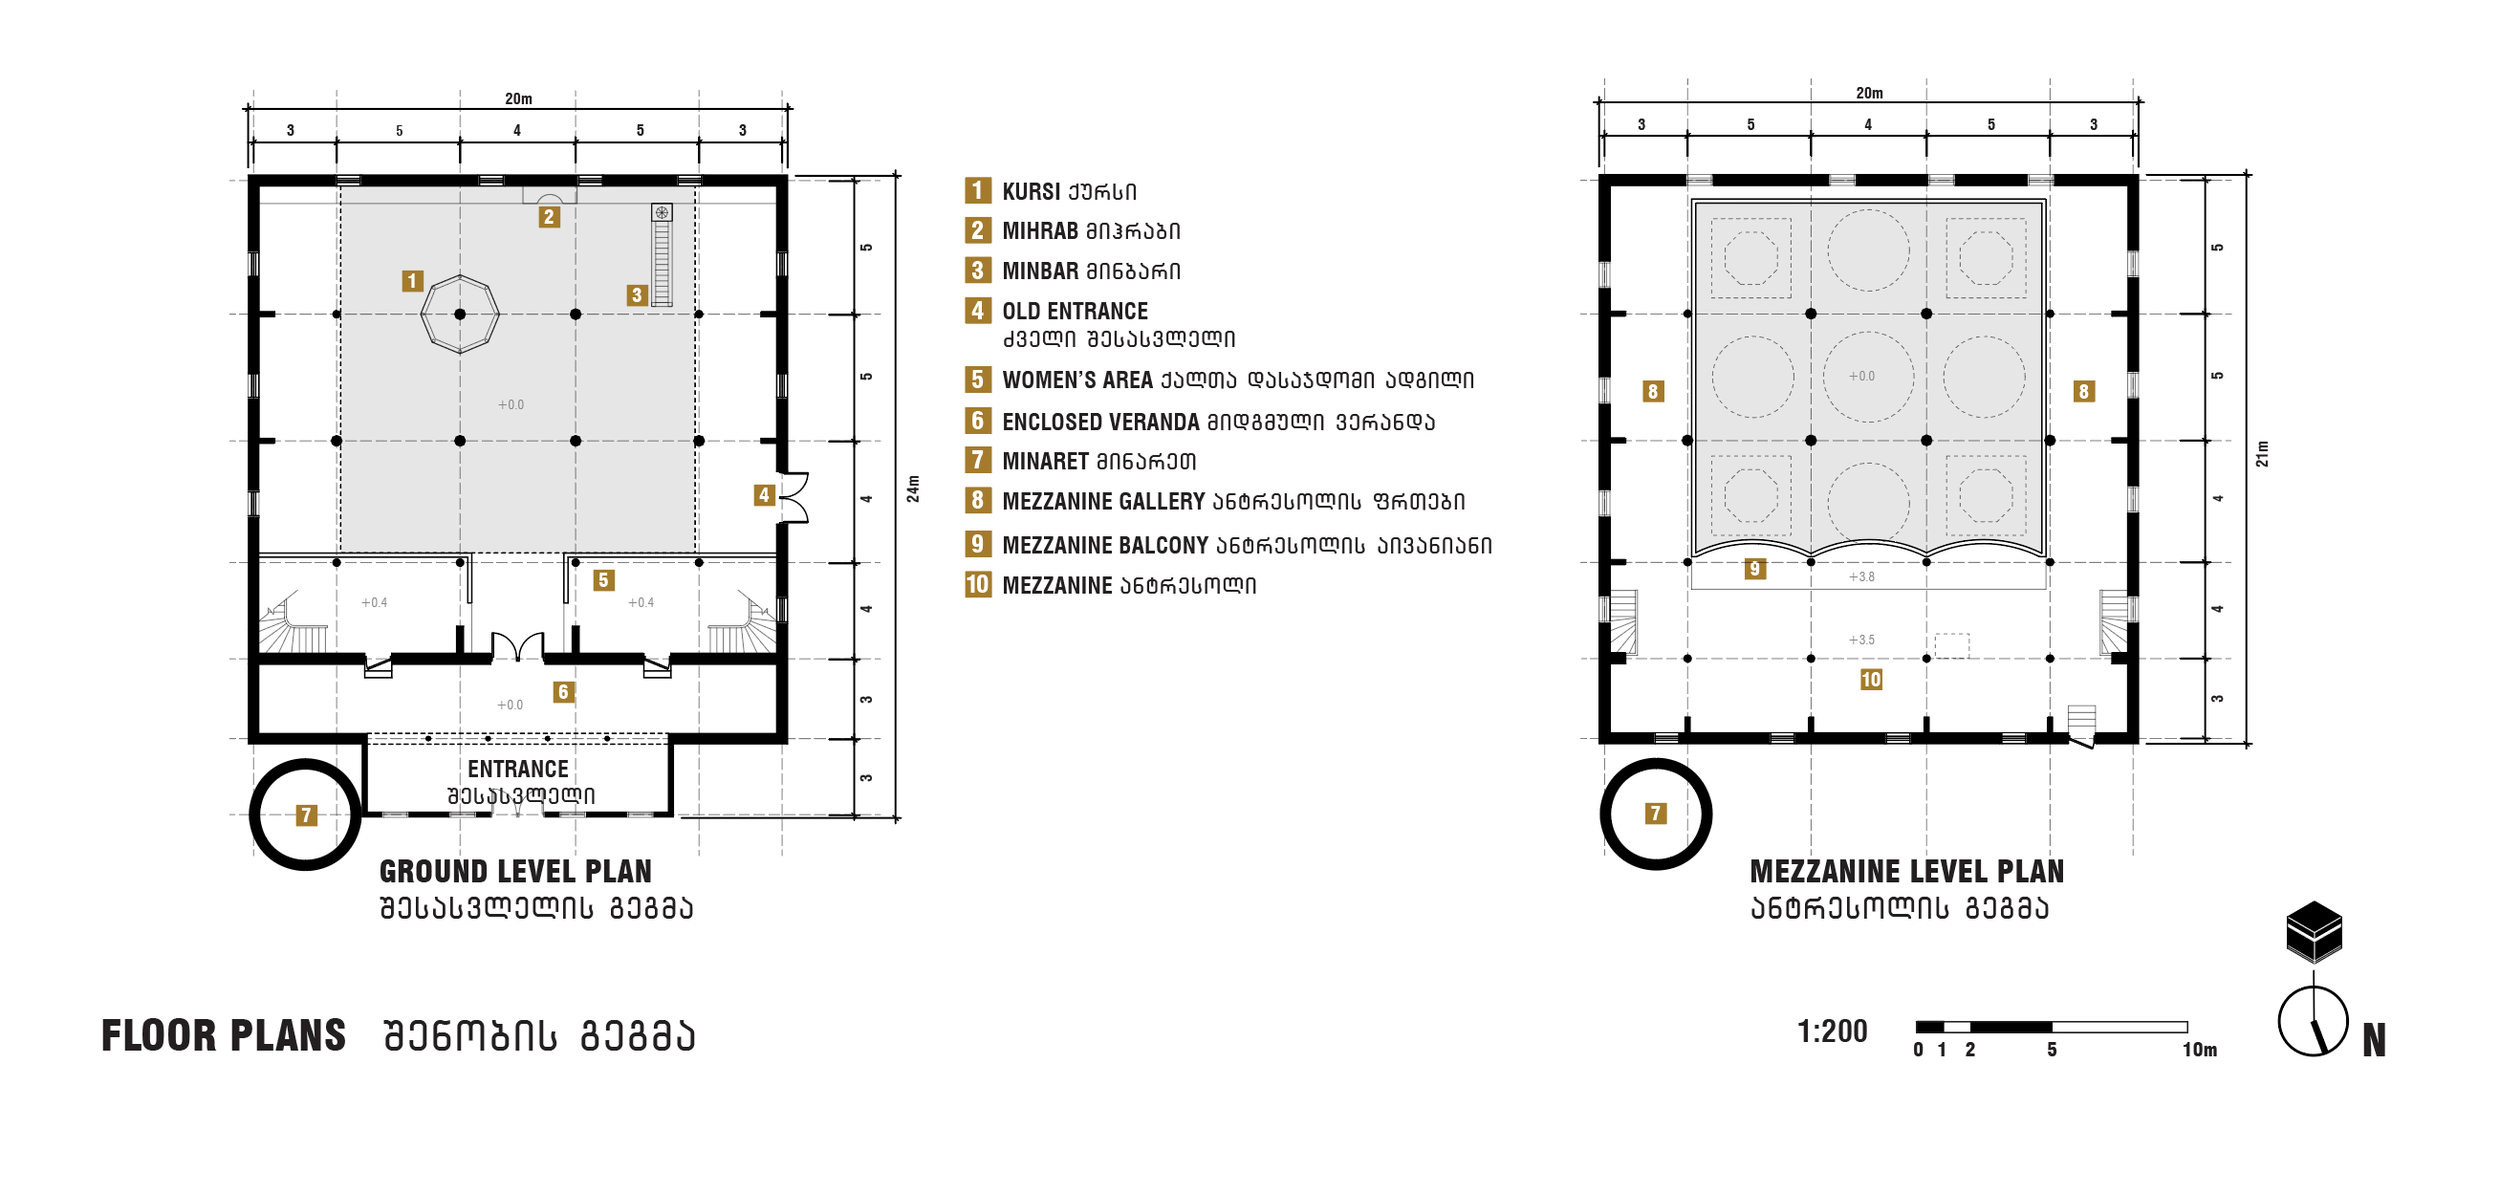 20m
3 5 4 5 3
2
1
3
+0.0
4
5
+0.4
+0.4
6
+0.0
ENTRANCE
შესასვლელი
7
5
5
4
4
3
3
24m
GROUND LEVEL PLAN
შესასვლელის გეგმა
1 KURSI ქურსი
2 MIHRAB მიჰრაბი
3 MINBAR მინბარი
4 OLD ENTRANCE
ძველი შესასვლელი
5 WOMEN'S AREA ქალთა დასაჯდომი ადგილი
6 ENCLOSED VERANDA მიდგმული ვერანდა
7 MINARET მინარეთ
8 MEZZANINE GALLERY ანტრესოლის ფრთები
9 MEZZANINE BALCONY ანტრესოლის აივანიანი
10 MEZZANINE ანტრესოლი
20m
3 5 4 5 3
+0.0
8
8
9
+3.8
+3.5
10
7
5
5
4
4
3
21m
MEZZANINE LEVEL PLAN
ანტრესოლის გეგმა
FLOOR PLANS შენობის გეგმა
1:200
0 1 2 5 10m
N